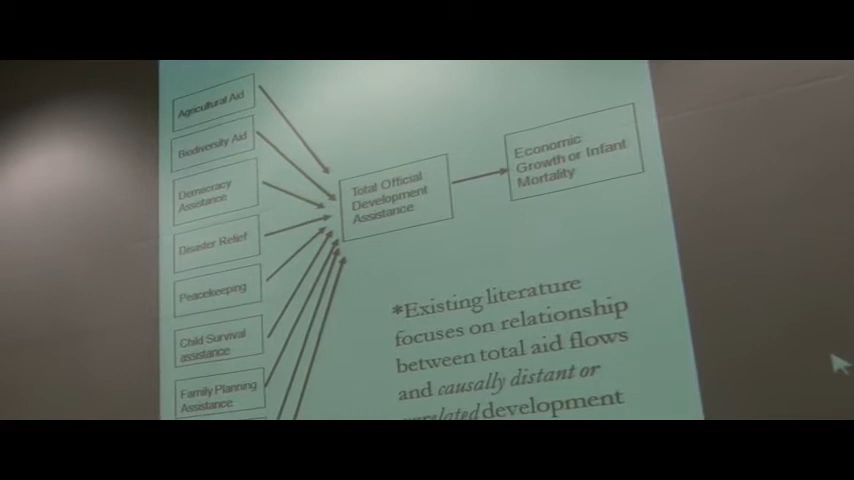 Agricultural Aid
Biodiversity Aid
Democracy
Assistance
Disaster Relief
Peacekeeping
Child Survival
assistance
Family Planning
Assistance
Total Official
Development
Assistance
Economic
Growth or Infant
Mortality
*Existing literature
focuses on relationship
between total aid flows
and causally distant or
unrelated development